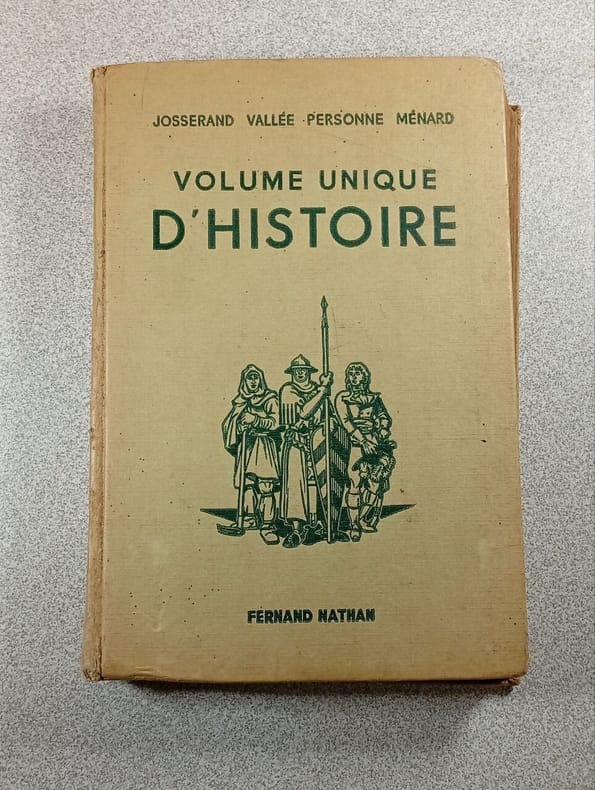 JOSSERAND VALLÉE PERSONNE MÉNARD
VOLUME UNIQUE
D'HISTOIRE
FERNAND NATHAN